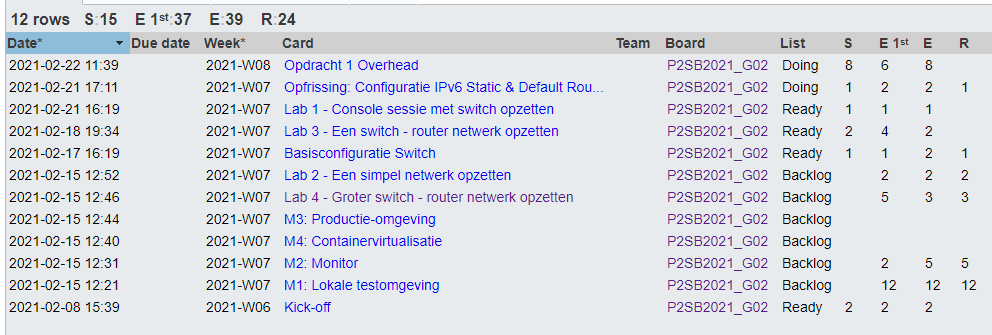 12 rows S:15 E 1st:37 E:39 R:24
Date* Due date Week* Card Team Board List S E 1st E R
2021-02-22 11:39 2021-W08 Opdracht 1 Overhead P2SB2021_G02 Doing 8 6 8
2021-02-21 17:11 2021-W07 Opfrissing: Configuratie IPv6 Static & Default Rou... P2SB2021_G02 Doing 1 2 2 1
2021-02-21 16:19 2021-W07 Lab 1 - Console sessie met switch opzetten P2SB2021_G02 Ready 1 1 1
2021-02-18 19:34 2021-W07 Lab 3 - Een switch - router netwerk opzetten P2SB2021_G02 Ready 2 4 2
2021-02-17 16:19 2021-W07 Basisconfiguratie Switch P2SB2021_G02 Ready 1 1 2 1
2021-02-15 12:52 2021-W07 Lab 2 - Een simpel netwerk opzetten P2SB2021_G02 Backlog 2 2 2
2021-02-15 12:46 2021-W07 Lab 4 - Groter switch - router netwerk opzetten P2SB2021_G02 Backlog 5 3 3
2021-02-15 12:44 2021-W07 M3: Productie-omgeving P2SB2021_G02 Backlog
2021-02-15 12:40 2021-W07 M4: Containervirtualisatie P2SB2021_G02 Backlog
2021-02-15 12:31 2021-W07 M2: Monitor P2SB2021_G02 Backlog 2 5 5
2021-02-15 12:21 2021-W07 M1: Lokale testomgeving P2SB2021_G02 Backlog 12 12 12
2021-02-08 15:39 2021-W06 Kick-off P2SB2021_G02 Ready 2 2 2